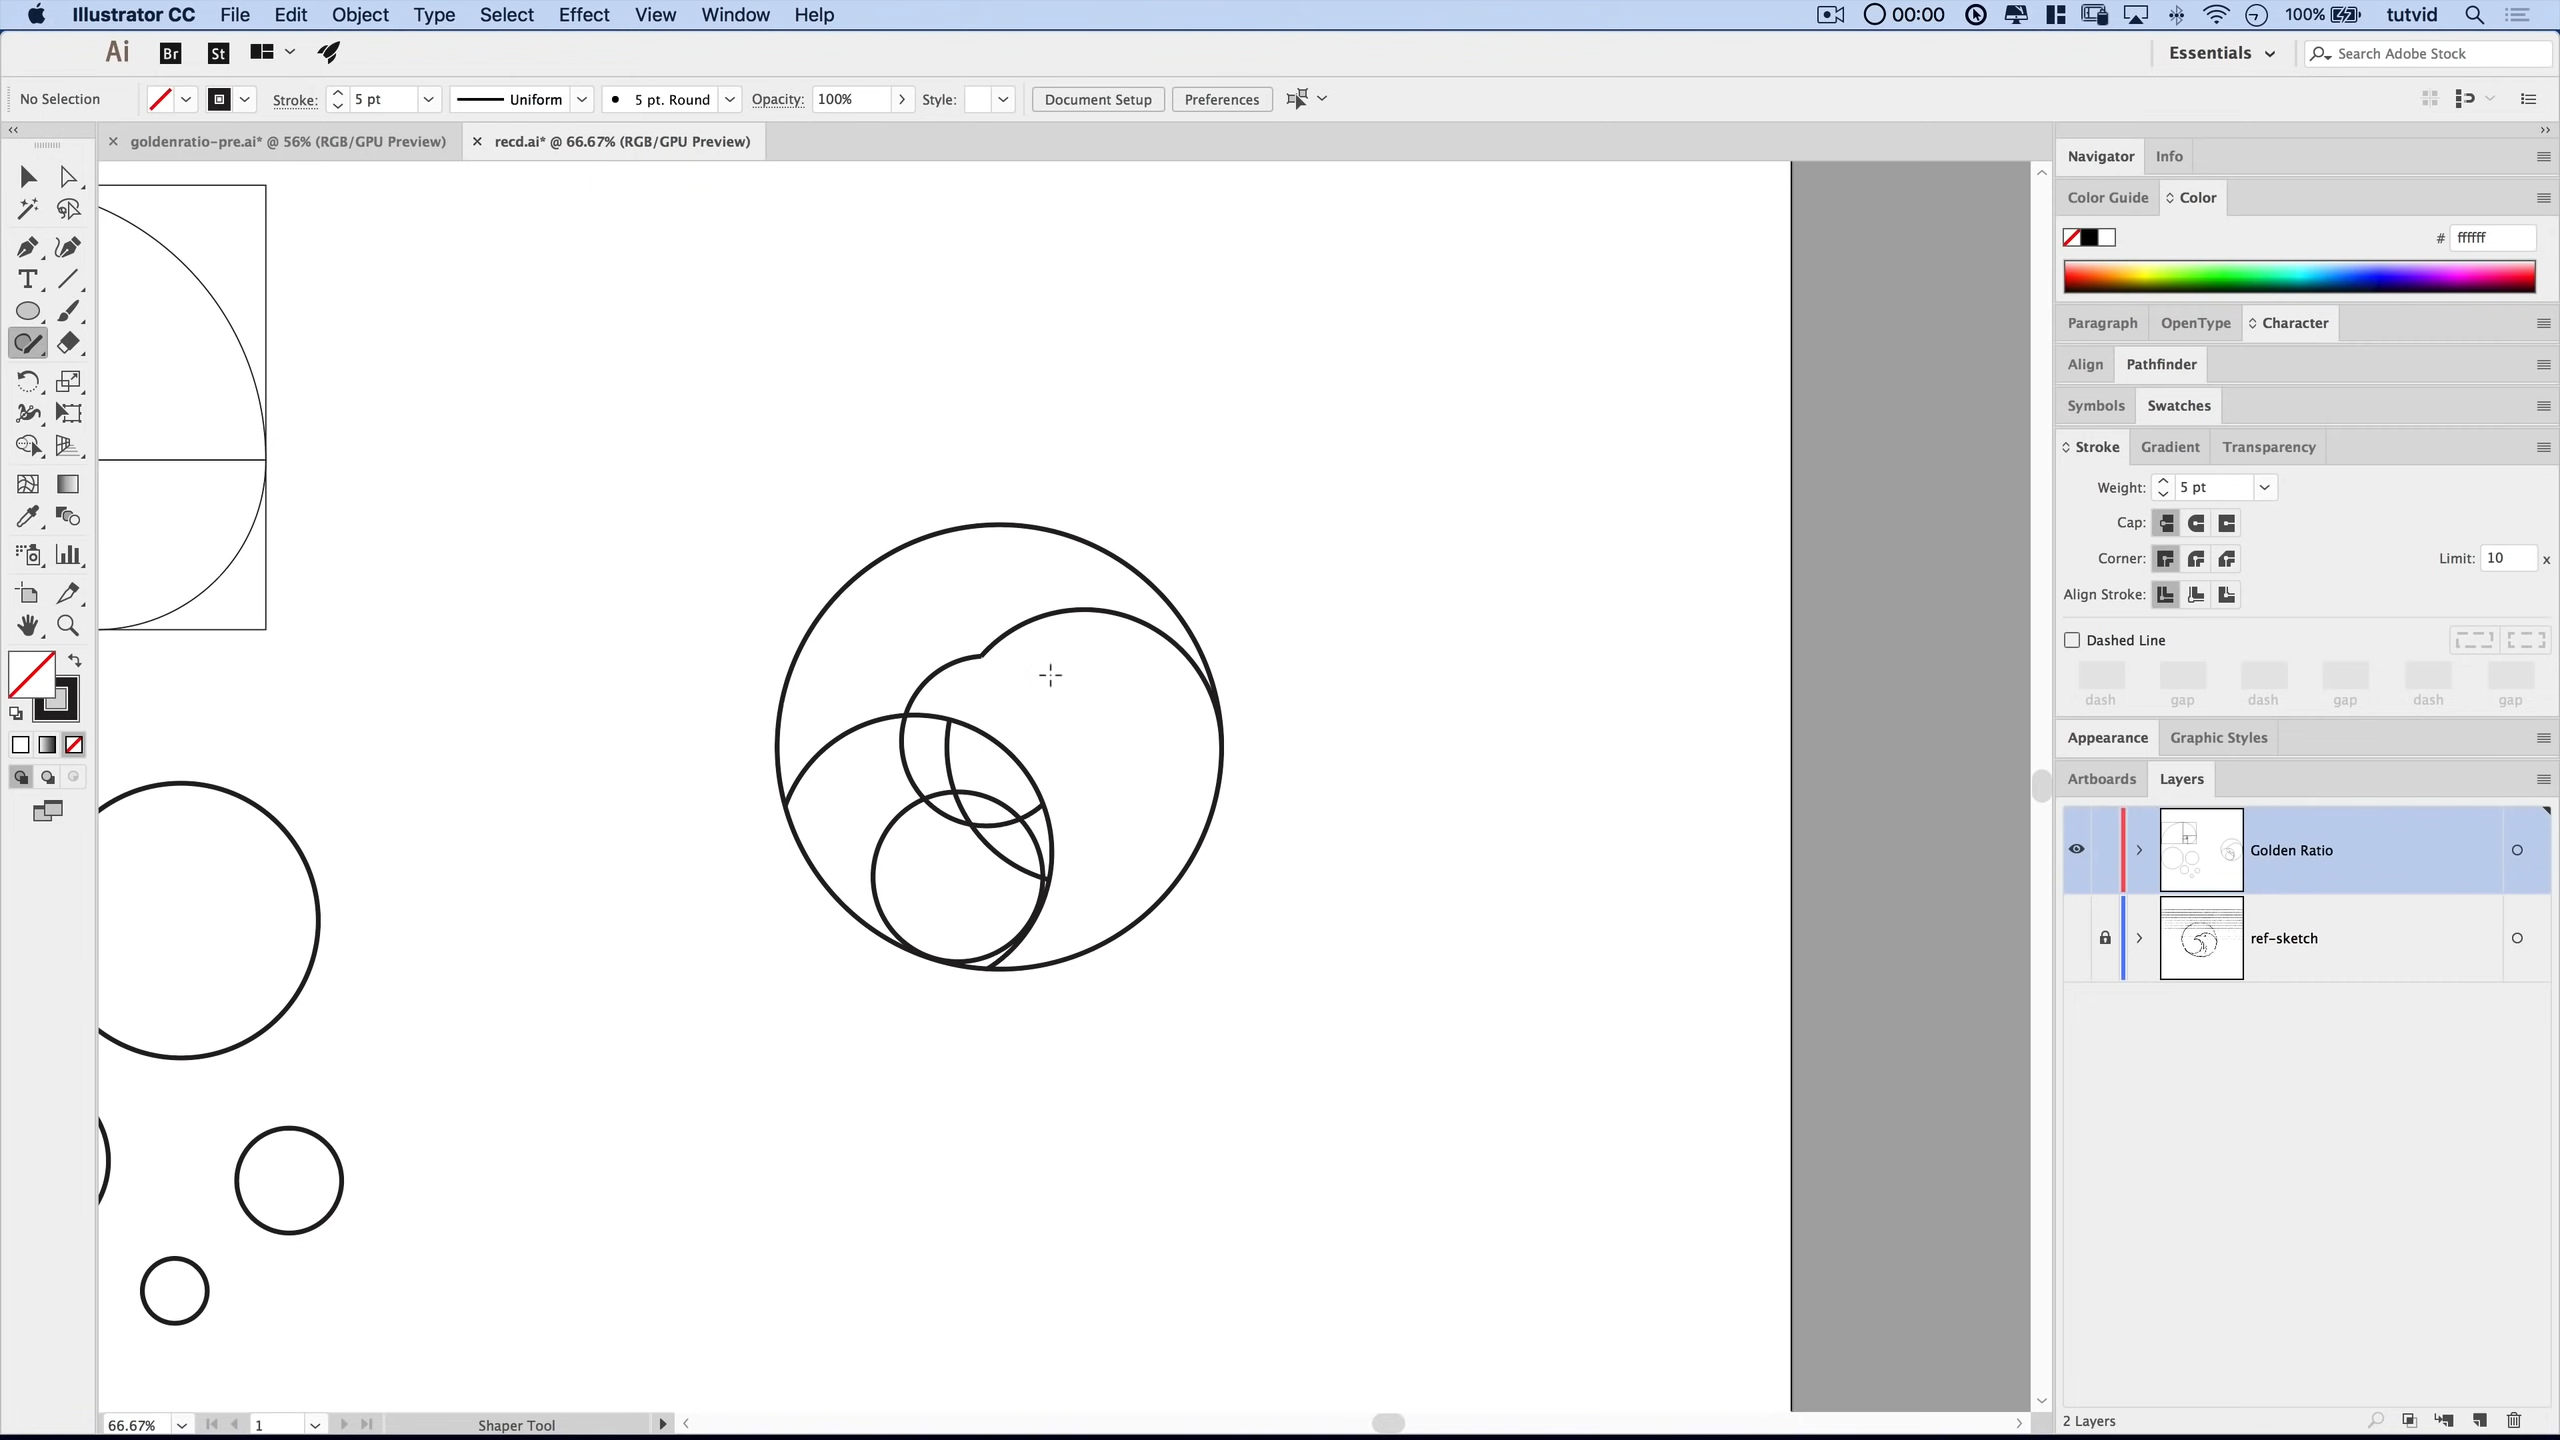 Illustrator CC File Edit Object Type Select Effect View Window Help 00:00 100% tutvid
Ai Br St Essentials Search Adobe Stock
No Selection Stroke: 5 pt Uniform 5 pt. Round Opacity: 100% Style: Document Setup Preferences
goldenratio-pre.ai* @ 56% (RGB/GPU Preview) recd.ai* @ 66.67% (RGB/GPU Preview)
Navigator Info
Color Guide Color
# ffffff
Paragraph OpenType Character
Align Pathfinder
Symbols Swatches
Stroke Gradient Transparency
Weight: 5 pt
Cap:
Corner: Limit: 10 x
Align Stroke:
Dashed Line
dash gap dash gap dash gap
Appearance Graphic Styles
Artboards Layers
Golden Ratio
ref-sketch
2 Layers
66.67% 1 Shaper Tool